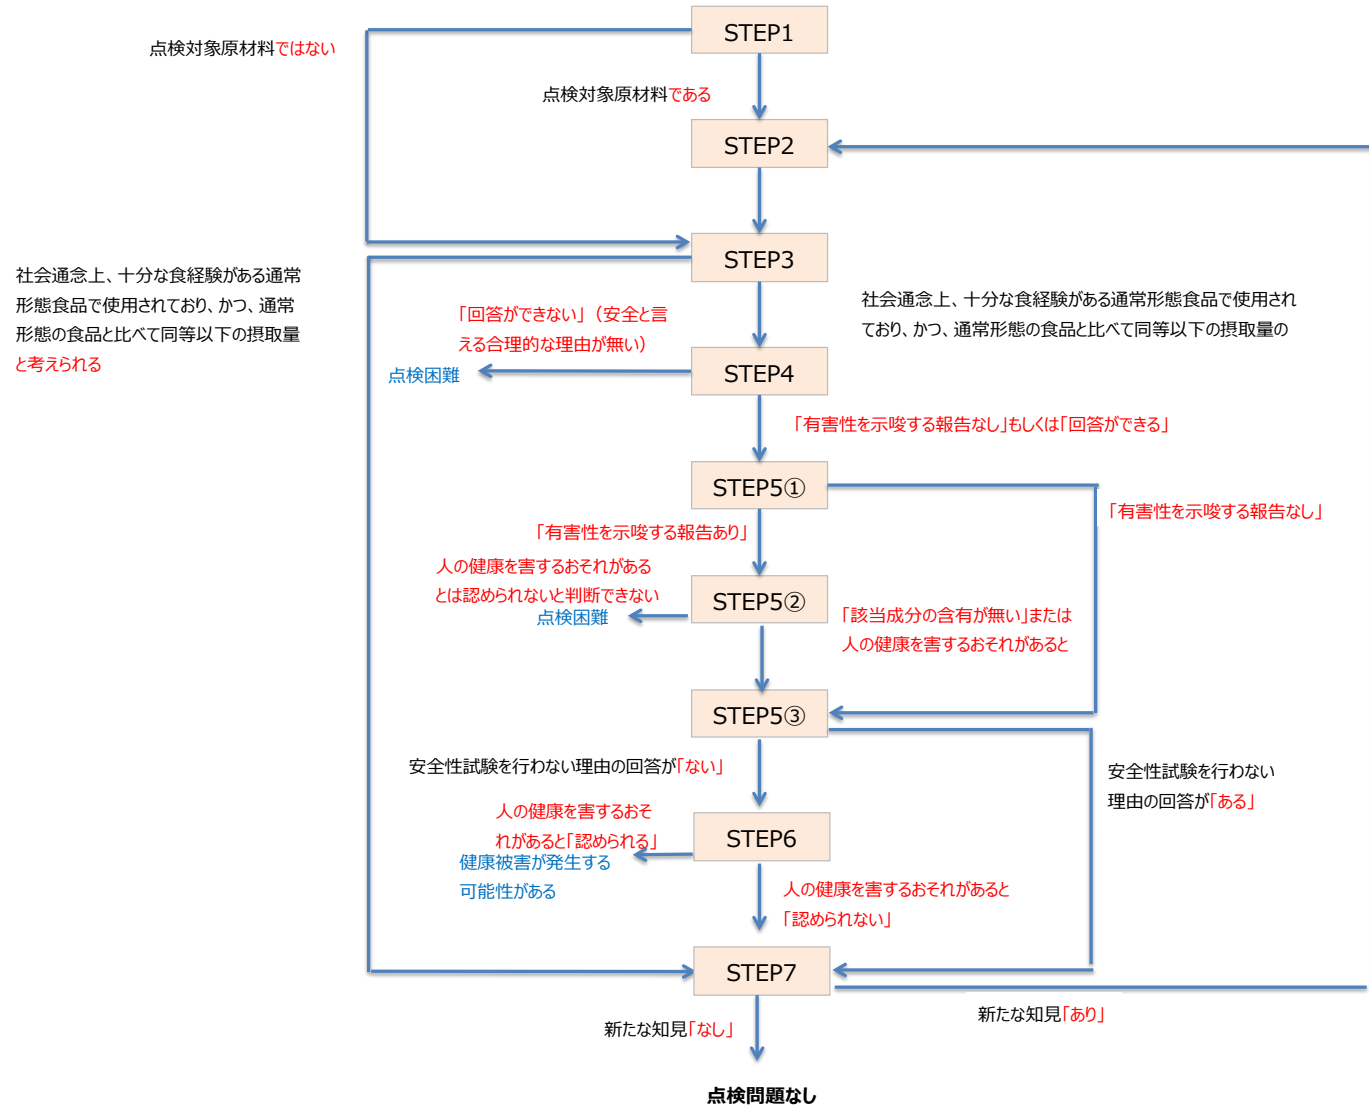 STEP1
点検対象原材料ではない
点検対象原材料である
STEP2
STEP3
社会通念上、十分な食経験がある通常
形態食品で使用されており、かつ、通常
形態の食品と比べて同等以下の摂取量
と考えられる
社会通念上、十分な食経験がある通常形態食品で使用され
ており、かつ、通常形態の食品と比べて同等以下の摂取量の
「回答ができない」（安全と言
える合理的な理由が無い）
点検困難
STEP4
「有害性を示唆する報告なし」もしくは「回答ができる」
STEP5①
「有害性を示唆する報告なし」
「有害性を示唆する報告あり」
人の健康を害するおそれがある
とは認められないと判断できない
点検困難
STEP5②
「該当成分の含有が無い」または
人の健康を害するおそれがあると
STEP5③
安全性試験を行わない理由の回答が「ない」
安全性試験を行わない
理由の回答が「ある」
人の健康を害するおそ
れがあると「認められる」
健康被害が発生する
可能性がある
STEP6
人の健康を害するおそれがあると
「認められない」
STEP7
新たな知見「なし」
新たな知見「あり」
点検問題なし